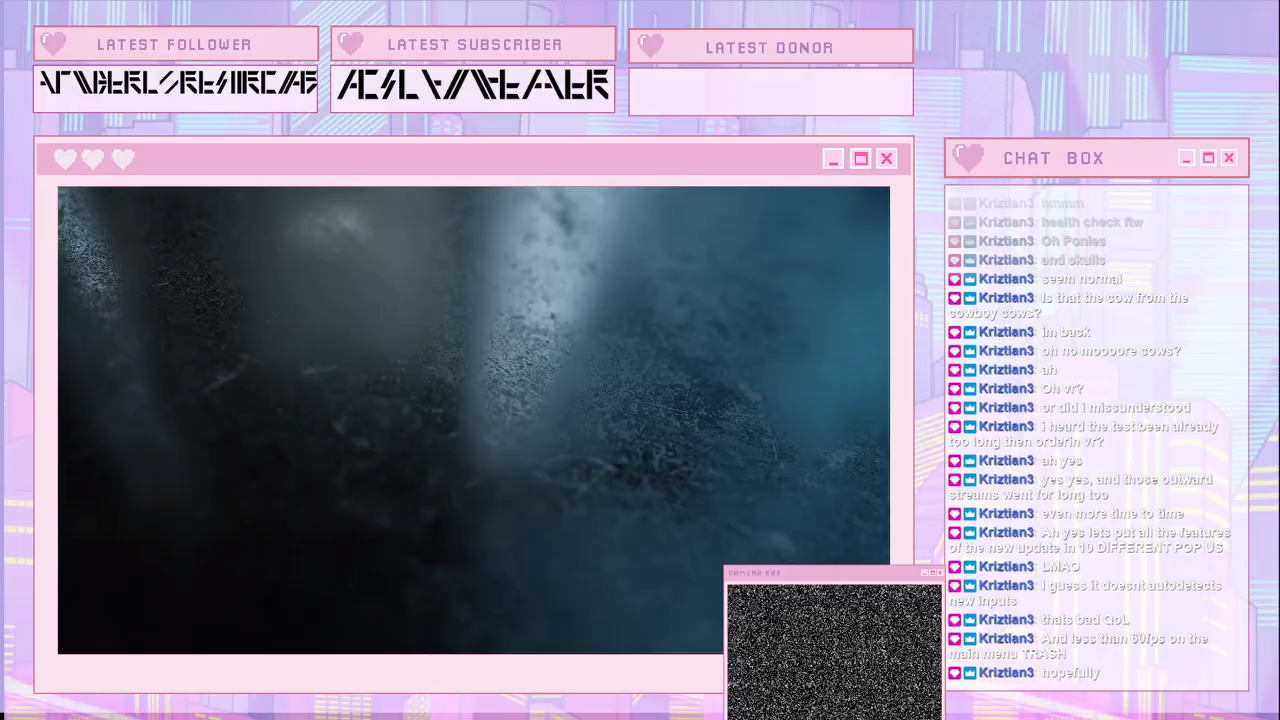 LATEST FOLLOWER
LATEST SUBSCRIBER
LATEST DONOR
CHAT BOX
Kriztian3: hmmm
Kriztian3: health check ftw
Kriztian3: Oh Ponies
Kriztian3: and skulls
Kriztian3: seem normal
Kriztian3: Is that the cow from the
cowboy cows?
Kriztian3: im back
Kriztian3: oh no moooore cows?
Kriztian3: ah
Kriztian3: Oh vr?
Kriztian3: or did i missunderstood
Kriztian3: i heard the test been already
too long then orderin vr?
Kriztian3: ah yes
Kriztian3: yes yes, and those outward
streams went for long too
Kriztian3: even more time to time
Kriztian3: Ah yes lets put all the features
of the new update in 10 DIFFERENT POP US
Kriztian3: LMAO
Kriztian3: I guess it doesnt autodetects
new inputs
Kriztian3: thats bad QoL
Kriztian3: And less than 60fps on the
main menu TRASH
Kriztian3: hopefully
CAMERA.EXE